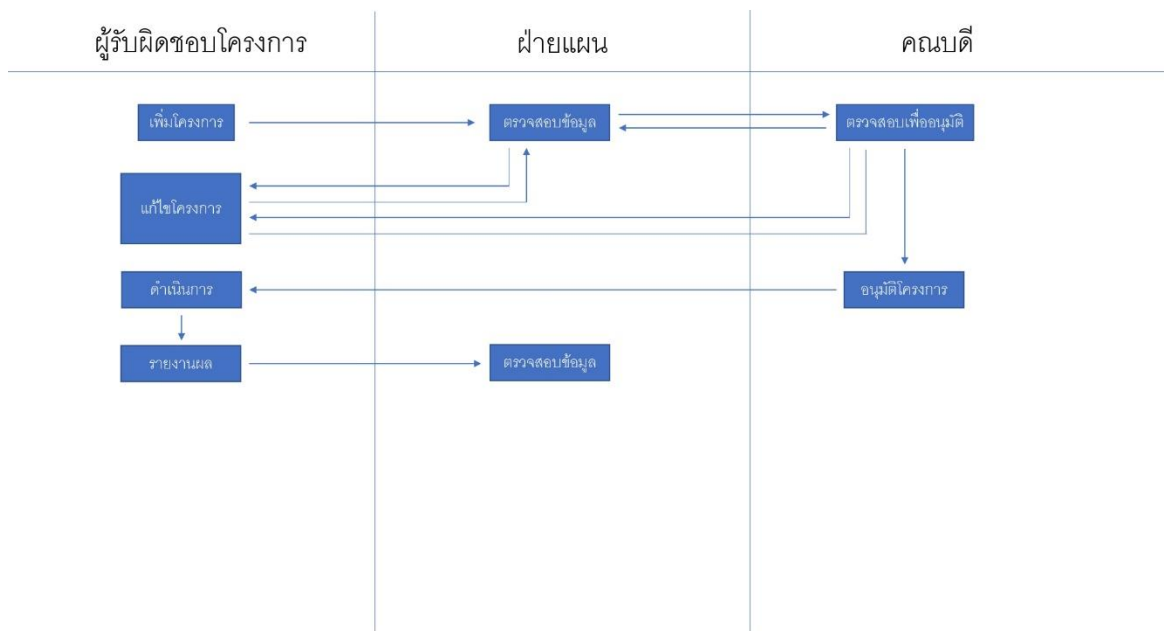 ผู้รับผิดชอบโครงการ
ฝ่ายแผน
คณบดี
เพิ่มโครงการ
ตรวจสอบข้อมูล
ตรวจสอบเพื่ออนุมัติ
แก้ไขโครงการ
ดำเนินการ
อนุมัติโครงการ
รายงานผล
ตรวจสอบข้อมูล